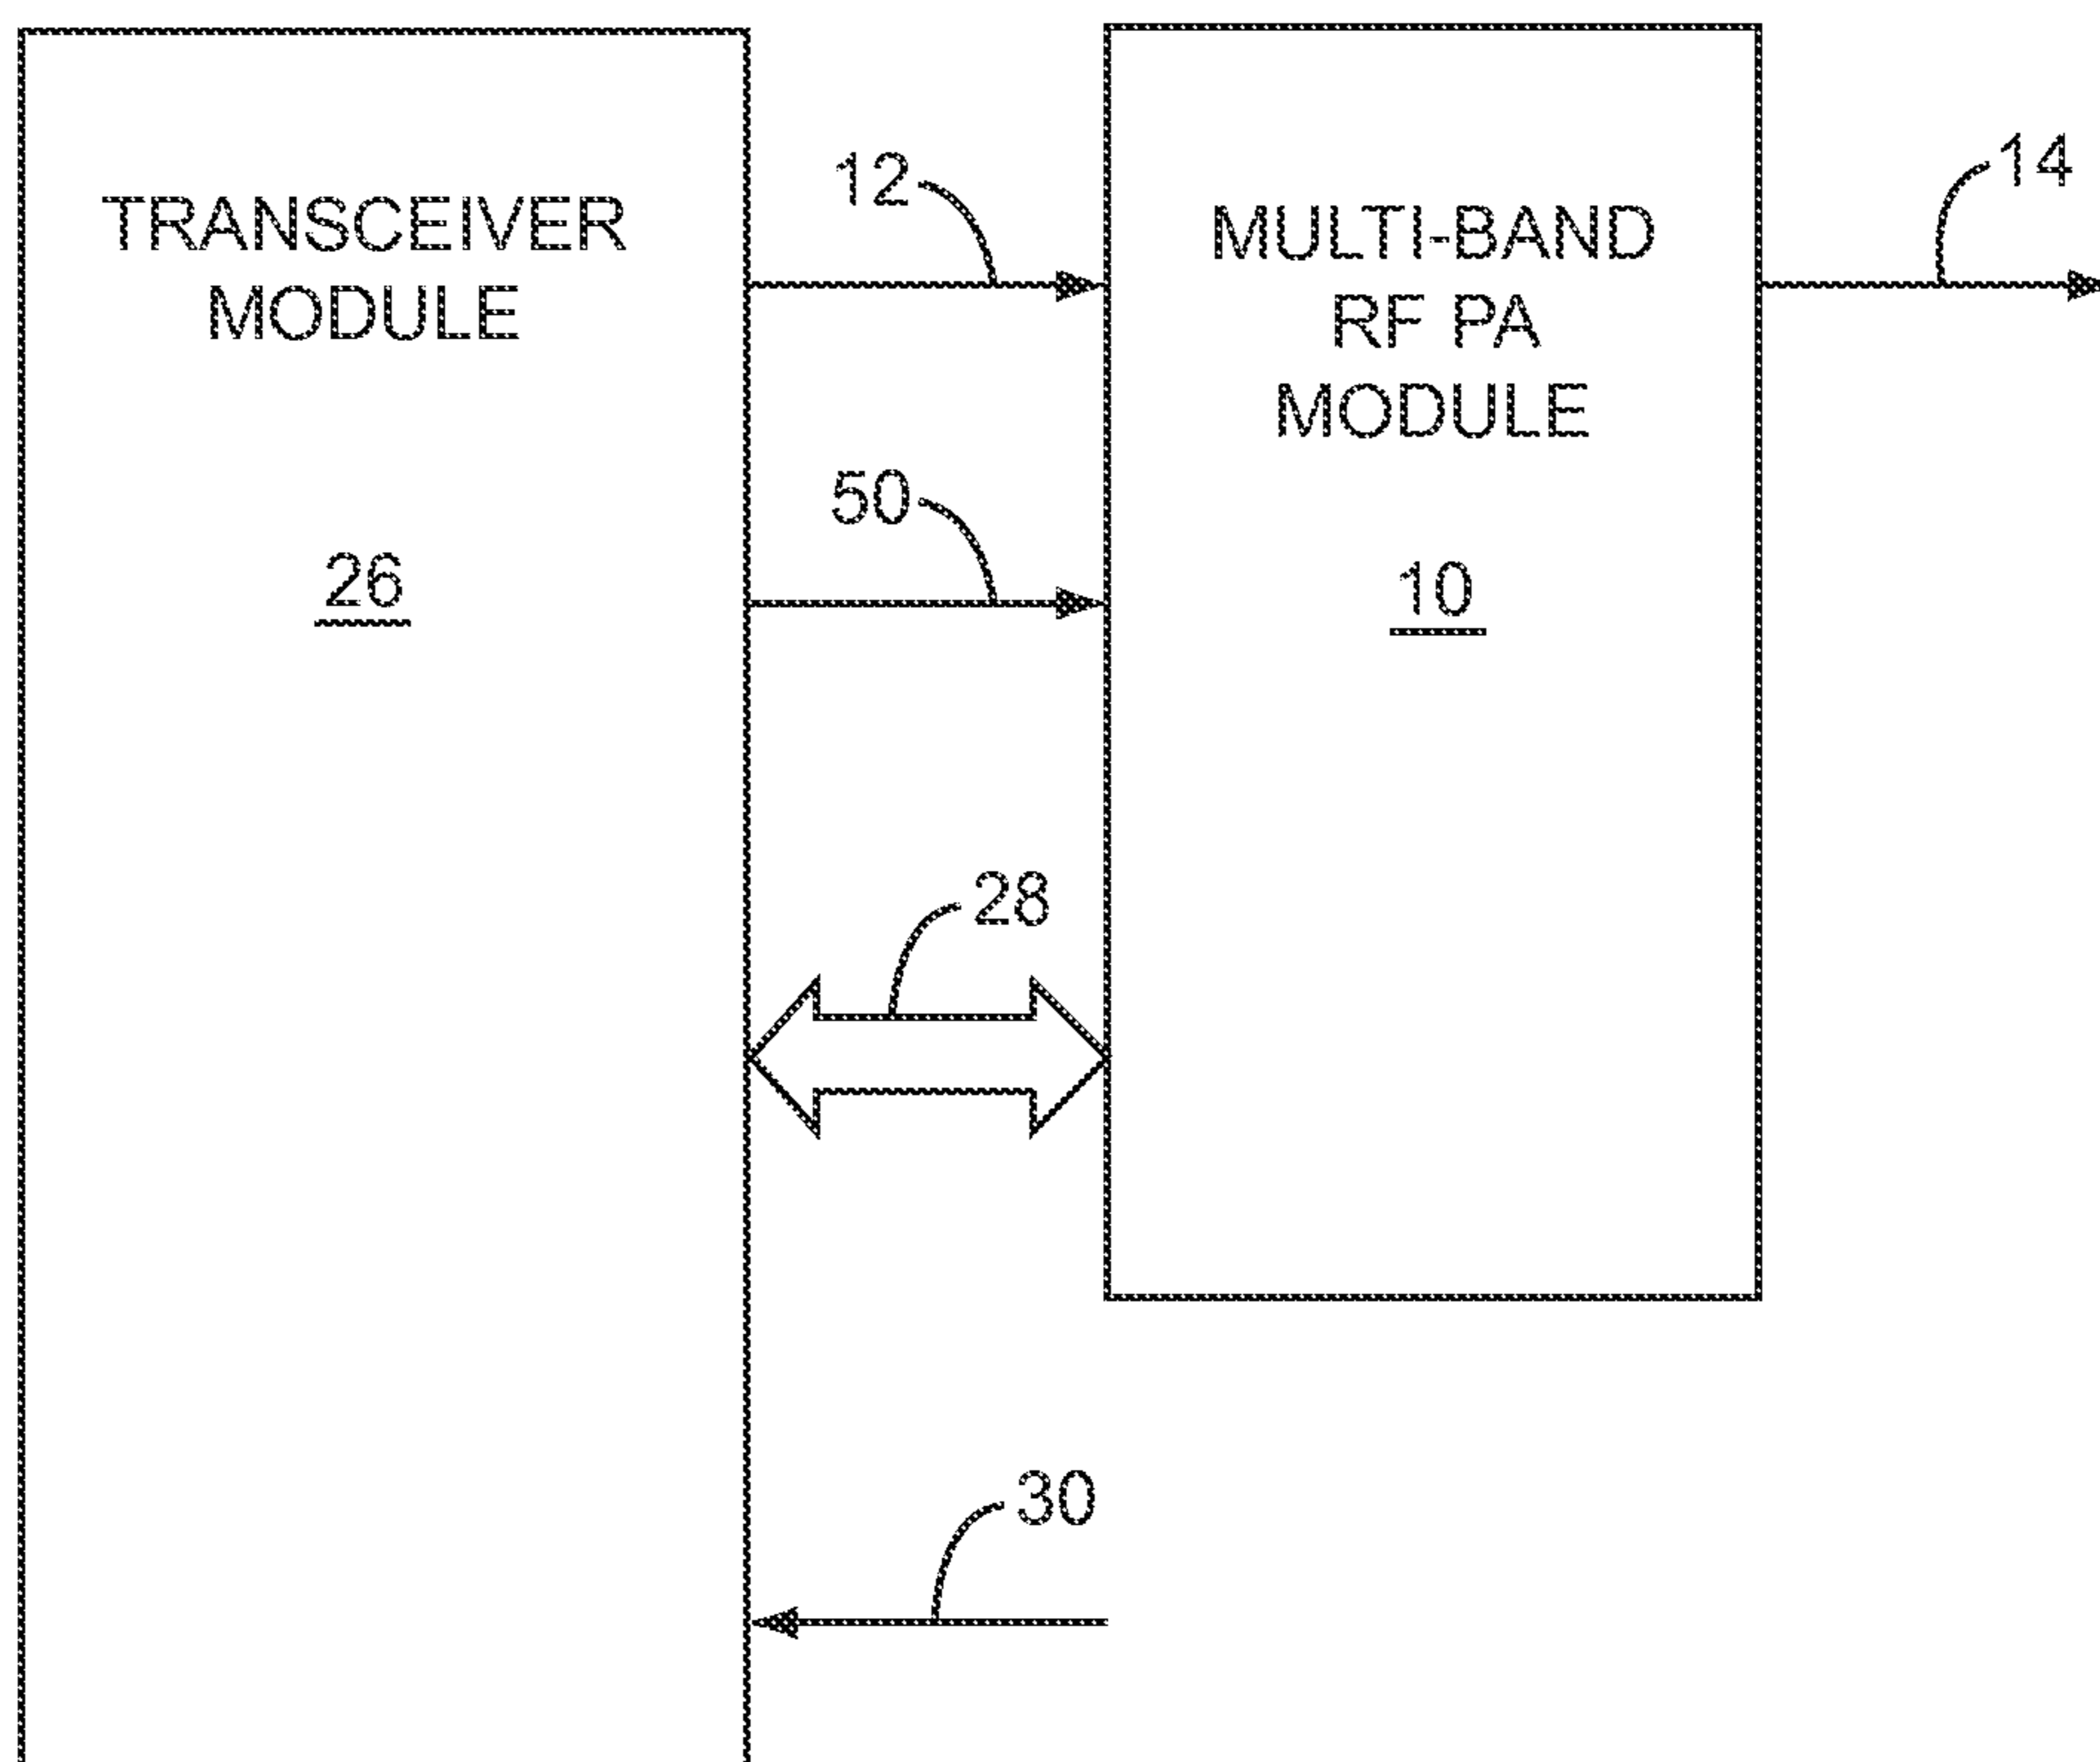 TRANSCEIVER
MODULE
26
12
50
28
30
MULTI-BAND
RF PA
MODULE
10
14